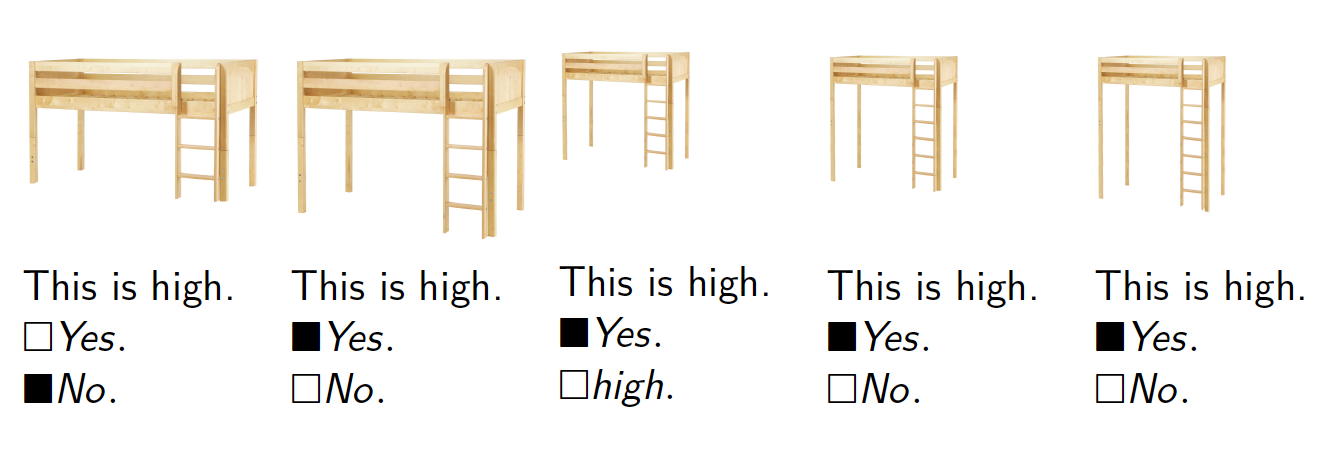 This is high.
□Yes.
■No.
This is high.
■Yes.
□No.
This is high.
■Yes.
□high.
This is high.
■Yes.
□No.
This is high.
■Yes.
□No.